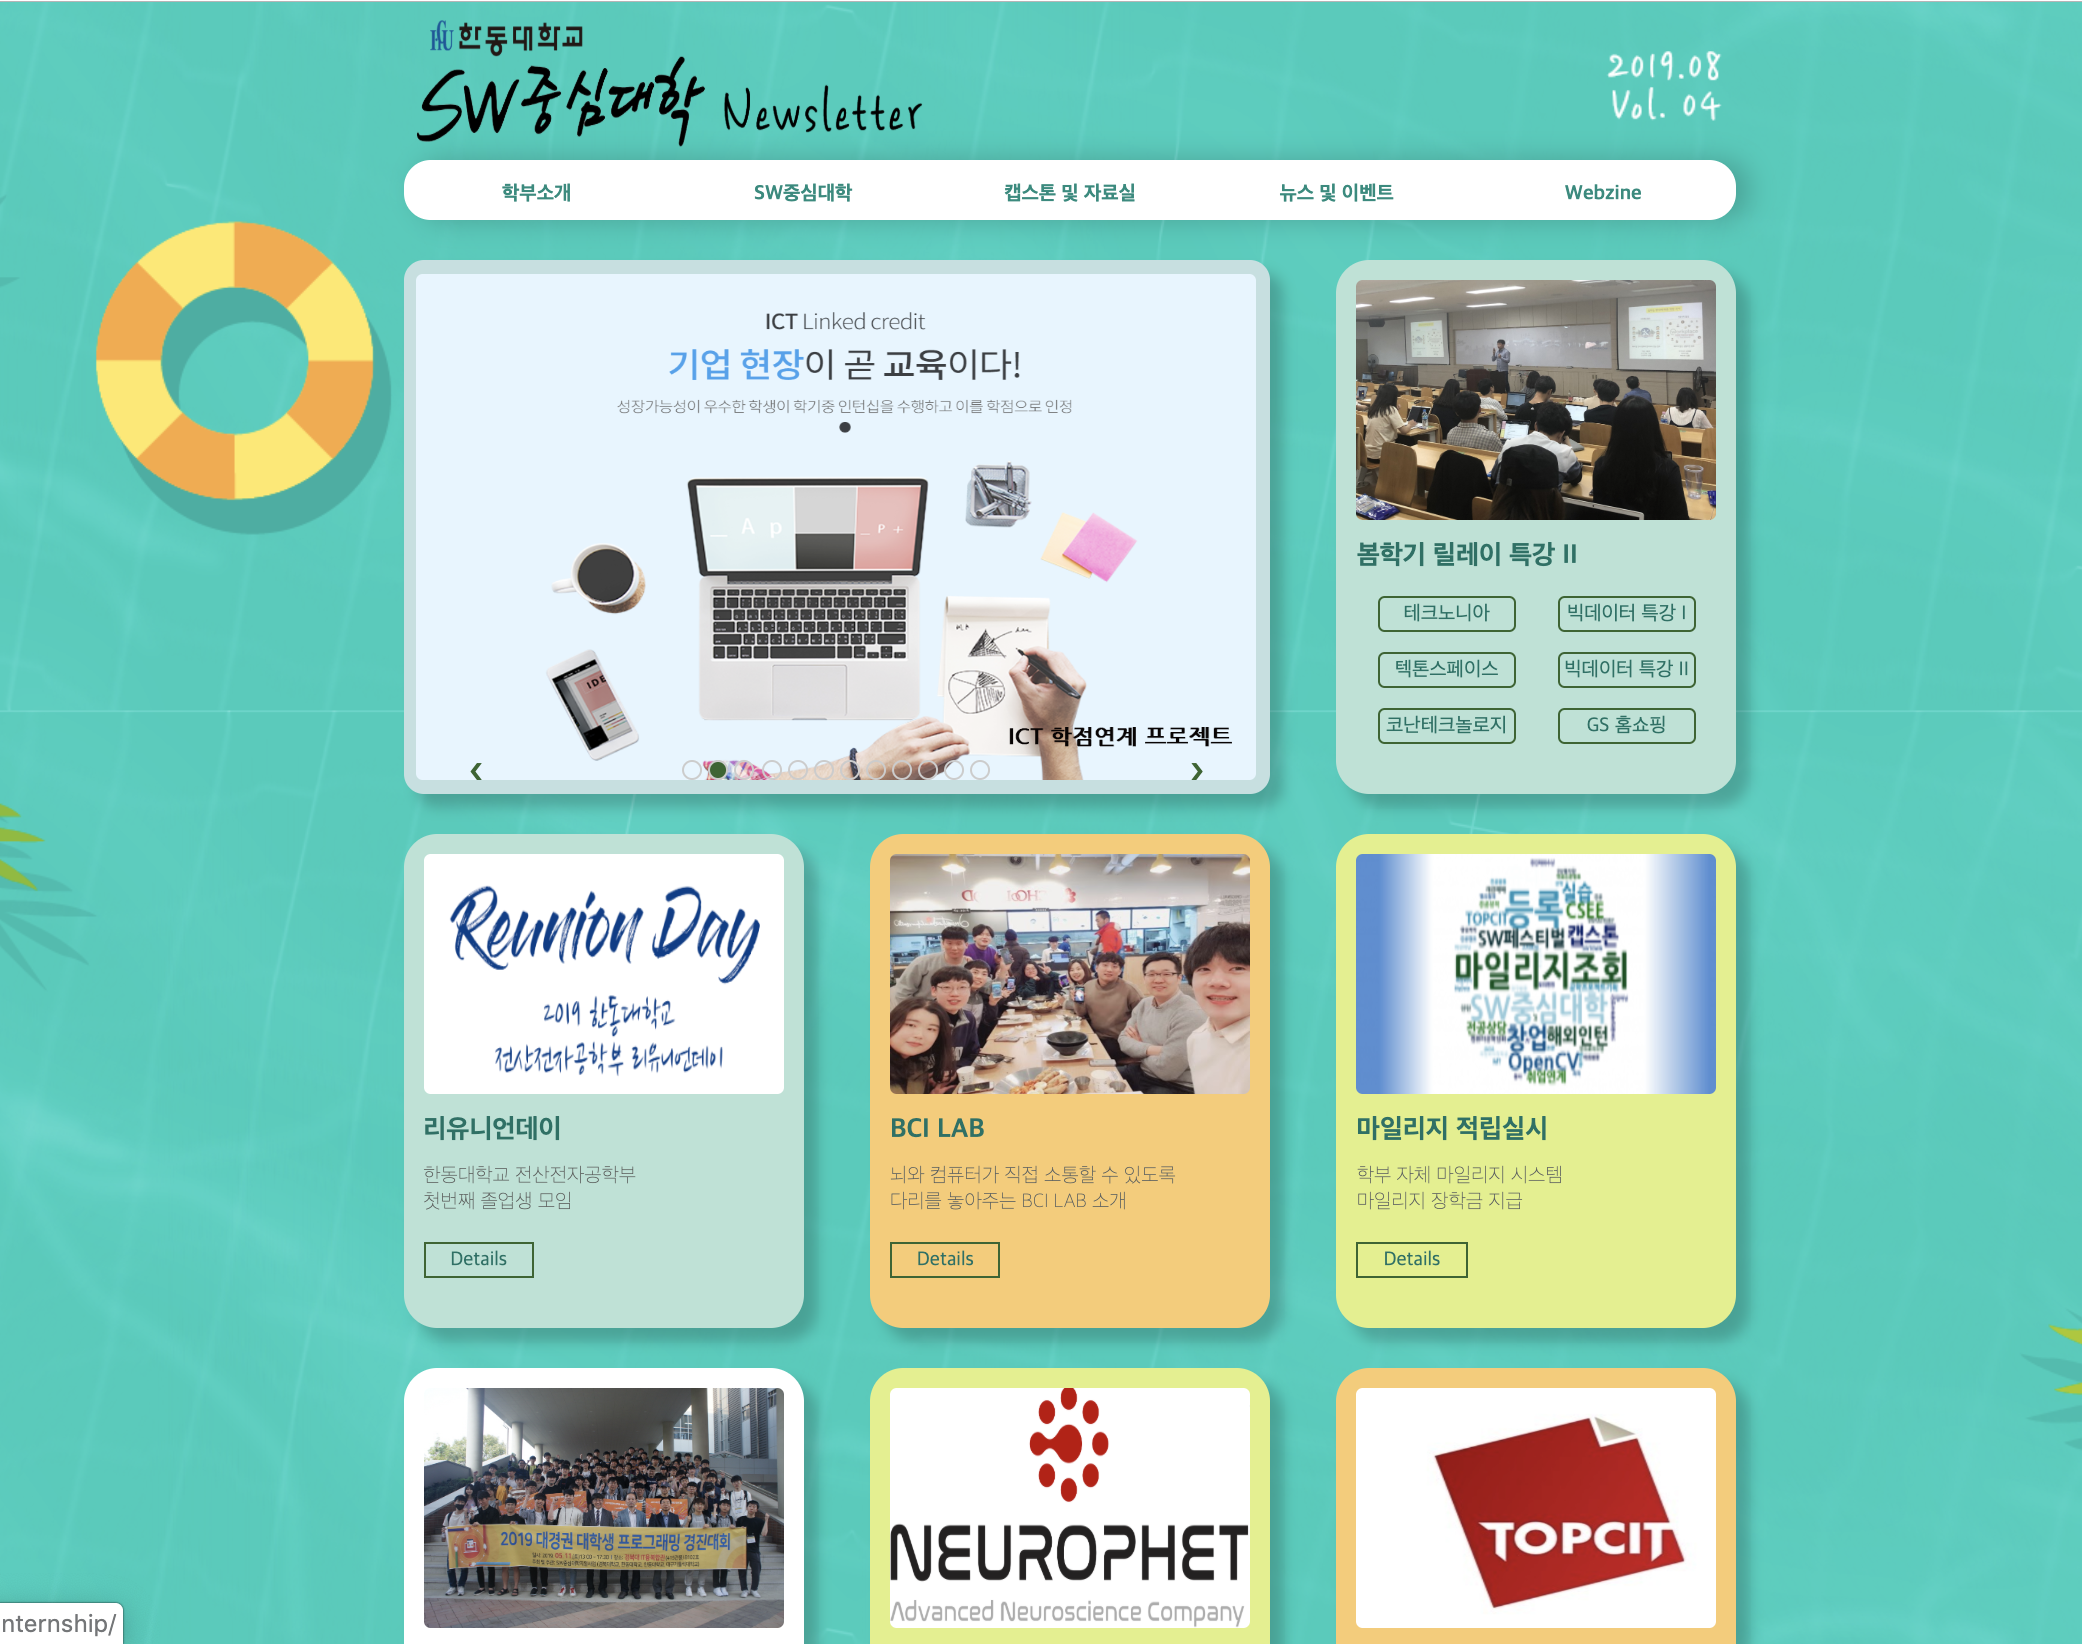 HGU 한동대학교
SW중심대학 Newsletter
2019.08
Vol. 04
학부소개
SW중심대학
캡스톤 및 자료실
뉴스 및 이벤트
Webzine
ICT Linked credit
기업 현장이 곧 교육이다!
성장가능성이 우수한 학생이 학기중 인턴십을 수행하고 이를 학점으로 인정
_ A p
_ P +
IDE
ICT 학점연계 프로젝트
‹
›
봄학기 릴레이 특강 II
테크노니아
빅데이터 특강 I
텍톤스페이스
빅데이터 특강 II
코난테크놀로지
GS 홈쇼핑
Reunion Day
2019 한동대학교
전산전자공학부 리유니언데이
리유니언데이
한동대학교 전산전자공학부
첫번째 졸업생 모임
Details
BCI LAB
뇌와 컴퓨터가 직접 소통할 수 있도록
다리를 놓아주는 BCI LAB 소개
Details
등록
실습
TOPCIT
CSEE
SW페스티벌
캡스톤
마일리지조회
SW중심대학
전공상담
창업
해외인턴
OpenCV
취업연계
마일리지 적립실시
학부 자체 마일리지 시스템
마일리지 장학금 지급
Details
2019 대경권 대학생 프로그래밍 경진대회
NEUROPHET
Advanced Neuroscience Company
TOPCIT
nternship/